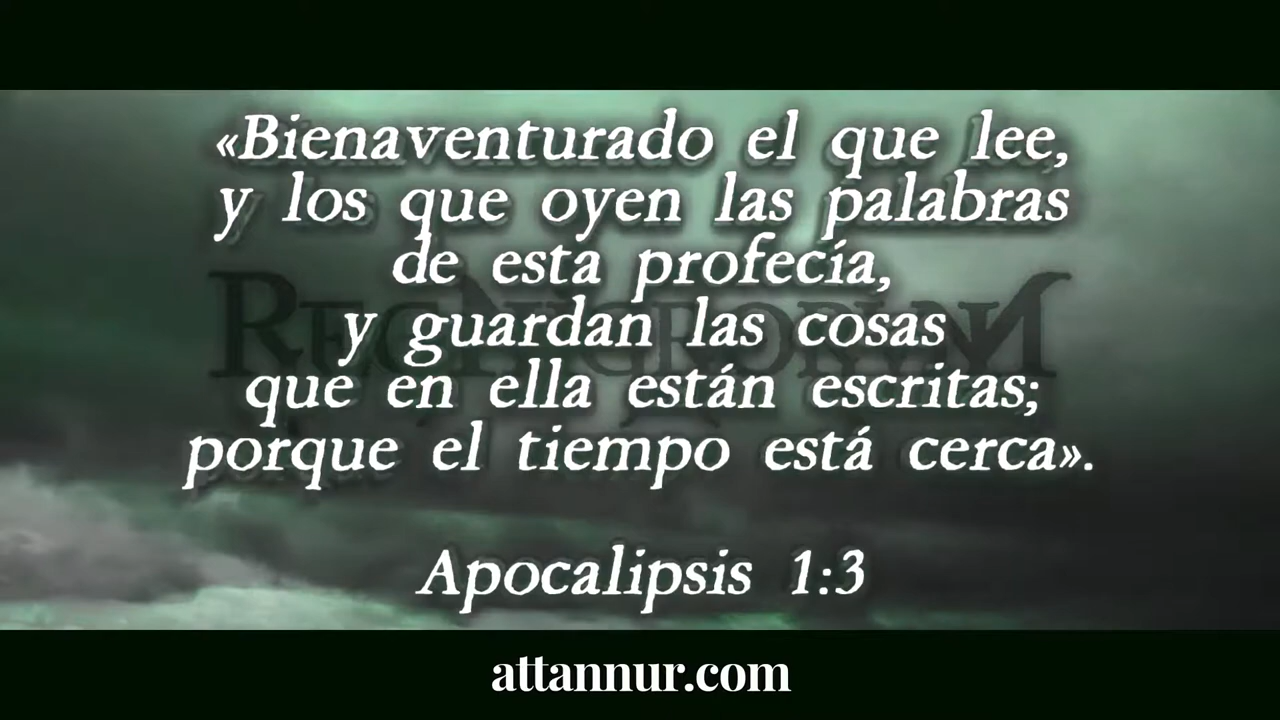 «Bienaventurado el que lee,
y los que oyen las palabras
de esta profecía,
y guardan las cosas
que en ella están escritas;
porque el tiempo está cerca».
Apocalipsis 1:3
attannur.com